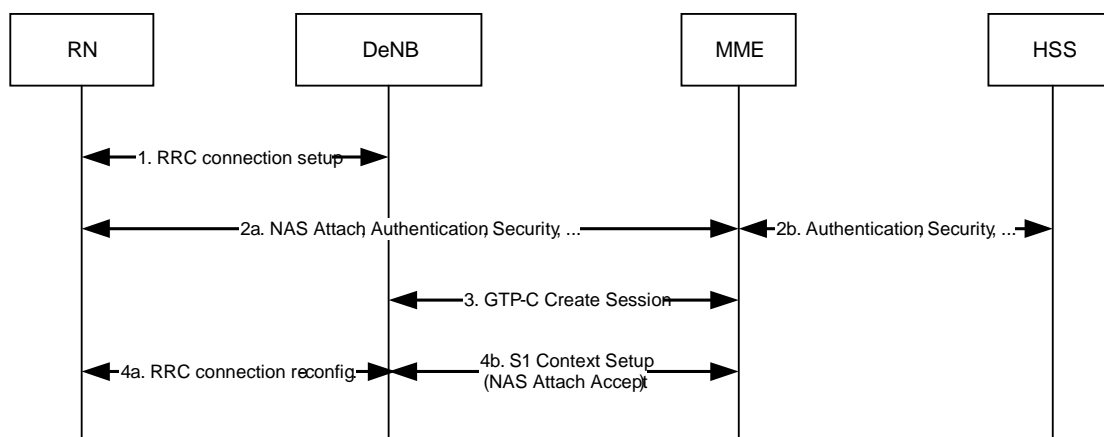 RN
DeNB
MME
HSS
1. RRC connection setup
2a. NAS Attach, Authentication, Security, ...
2b. Authentication, Security, ...
3. GTP-C Create Session
4a. RRC connection reconfig.
4b. S1 Context Setup
(NAS Attach Accept)